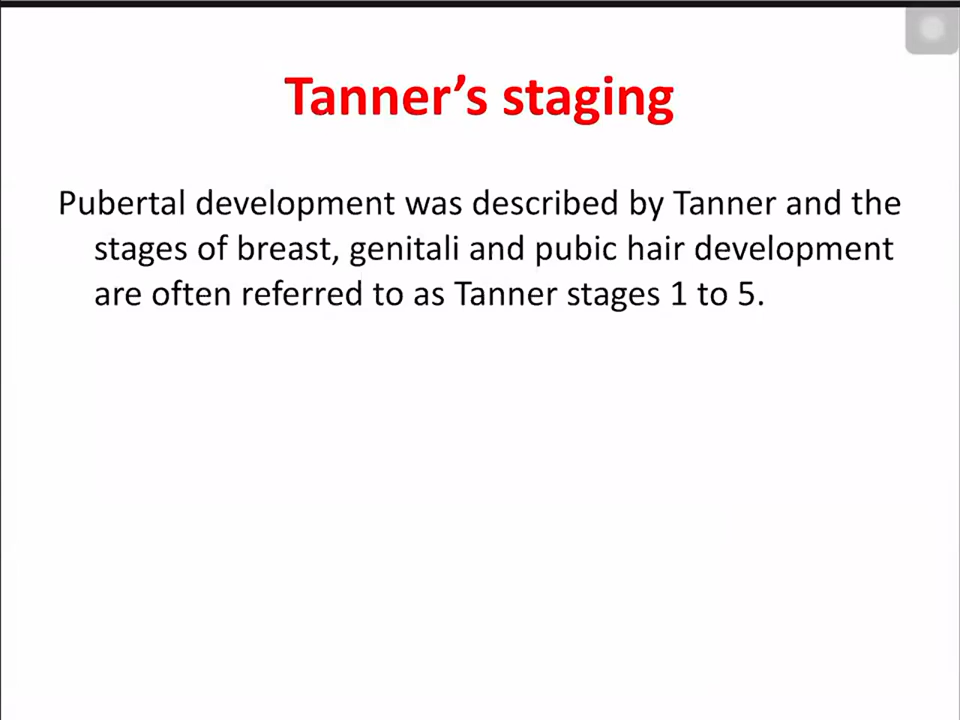 Tanner’s staging
Pubertal development was described by Tanner and the
stages of breast, genitali and pubic hair development
are often referred to as Tanner stages 1 to 5.